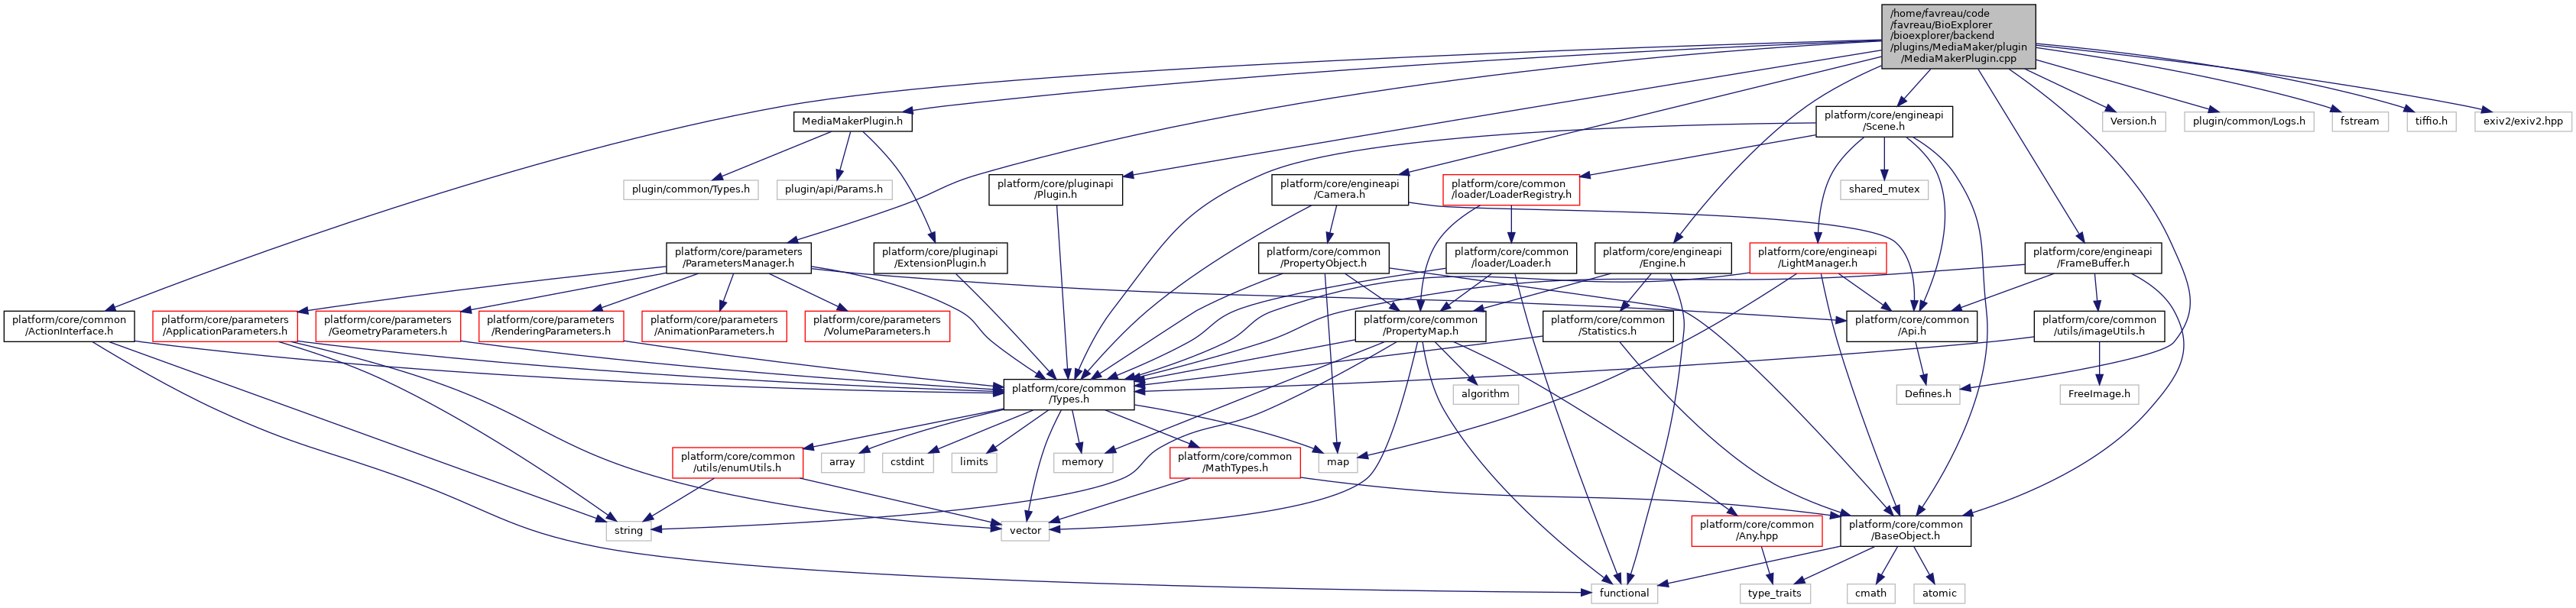 /home/favreau/code
/favreau/BioExplorer
/bioexplorer/backend
/plugins/MediaMaker/plugin
/MediaMakerPlugin.cpp
MediaMakerPlugin.h
platform/core/engineapi
/Scene.h
Version.h
plugin/common/Logs.h
fstream
tiffio.h
exiv2/exiv2.hpp
plugin/common/Types.h
plugin/api/Params.h
platform/core/pluginapi
/Plugin.h
platform/core/engineapi
/Camera.h
platform/core/common
/loader/LoaderRegistry.h
shared_mutex
platform/core/parameters
/ParametersManager.h
platform/core/pluginapi
/ExtensionPlugin.h
platform/core/common
/PropertyObject.h
platform/core/common
/loader/Loader.h
platform/core/engineapi
/Engine.h
platform/core/engineapi
/LightManager.h
platform/core/engineapi
/FrameBuffer.h
platform/core/common
/ActionInterface.h
platform/core/parameters
/ApplicationParameters.h
platform/core/parameters
/GeometryParameters.h
platform/core/parameters
/RenderingParameters.h
platform/core/parameters
/AnimationParameters.h
platform/core/parameters
/VolumeParameters.h
platform/core/common
/PropertyMap.h
platform/core/common
/Statistics.h
platform/core/common
/Api.h
platform/core/common
/utils/imageUtils.h
platform/core/common
/Types.h
algorithm
Defines.h
FreeImage.h
platform/core/common
/utils/enumUtils.h
array
cstdint
limits
memory
platform/core/common
/MathTypes.h
map
string
vector
platform/core/common
/Any.hpp
platform/core/common
/BaseObject.h
functional
type_traits
cmath
atomic